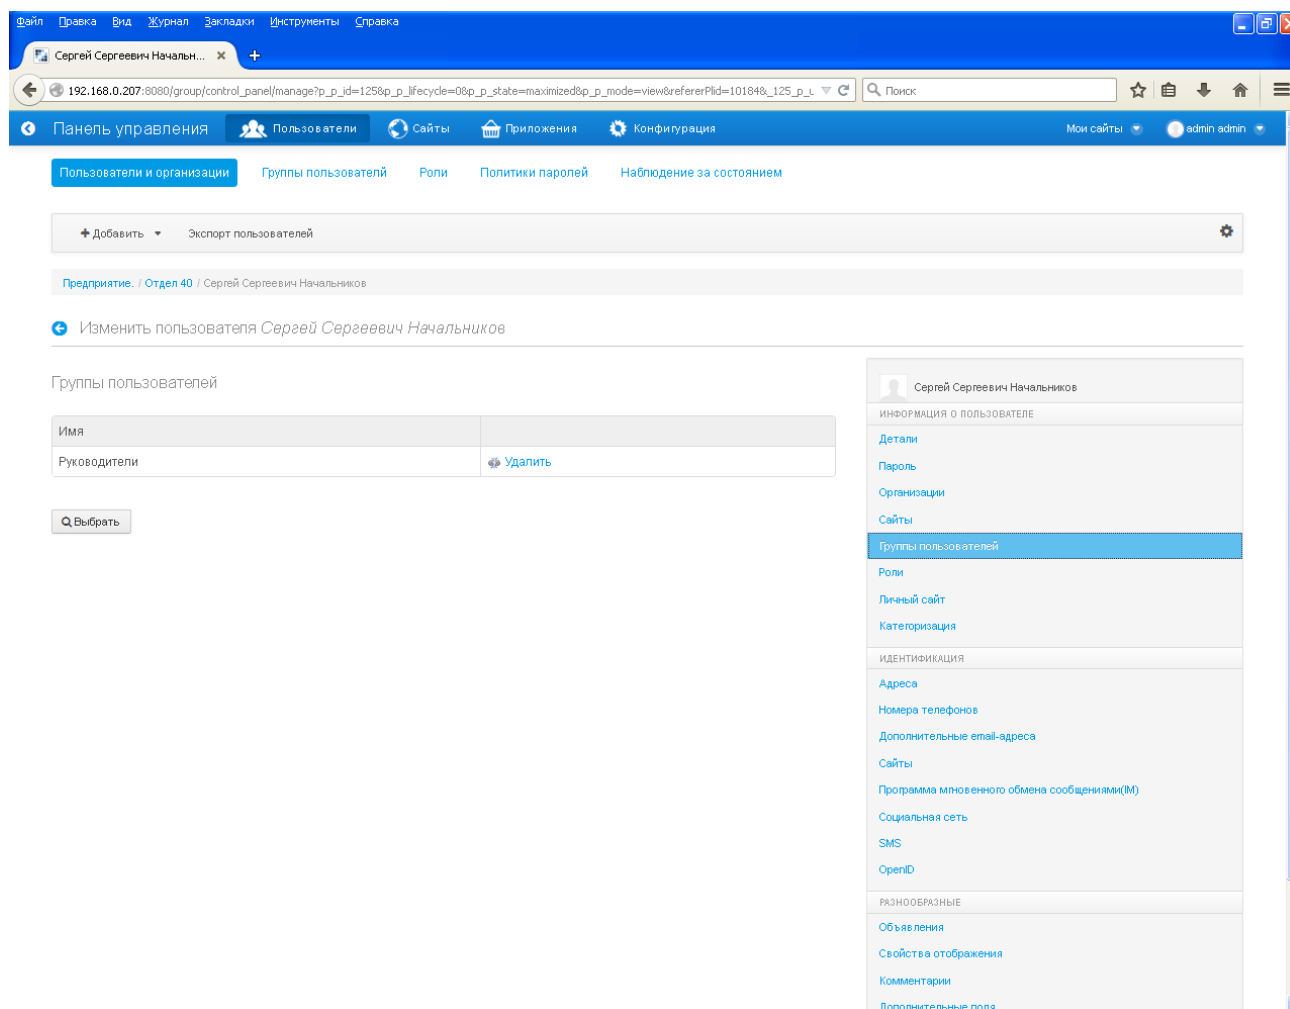 Файл Правка Вид Журнал Закладки Инструменты Справка
Сергей Сергеевич Начальн...
192.168.0.207:8080/group/control_panel/manage?p_p_id=125&p_p_lifecycle=0&p_p_state=maximized&p_p_mode=view&refererPlid=10184&_125_p_u Поиск
Панель управления Пользователи Сайты Приложения Конфигурация Мои сайты admin admin
Пользователи и организации Группы пользователй Роли Политики паролей Наблюдение за состоянием
Добавить Экспорт пользователей
Предприятие. / Отдел 40 / Сергей Сергеевич Начальников
Изменить пользователя Сергей Сергеевич Начальников
Группы пользователей
Имя
Руководители Удалить
Выбрать
Сергей Сергеевич Начальников
ИНФОРМАЦИЯ О ПОЛЬЗОВАТЕЛЕ
Детали
Пароль
Организации
Сайты
Группы пользователей
Роли
Личный сайт
Категоризация
ИДЕНТИФИКАЦИЯ
Адреса
Номера телефонов
Дополнительные email-адреса
Сайты
Программа мгновенного обмена сообщениями(IM)
Социальная сеть
SMS
OpenID
РАЗНООБРАЗНЫЕ
Объявления
Свойства отображения
Комментарии
Дополнительные поля